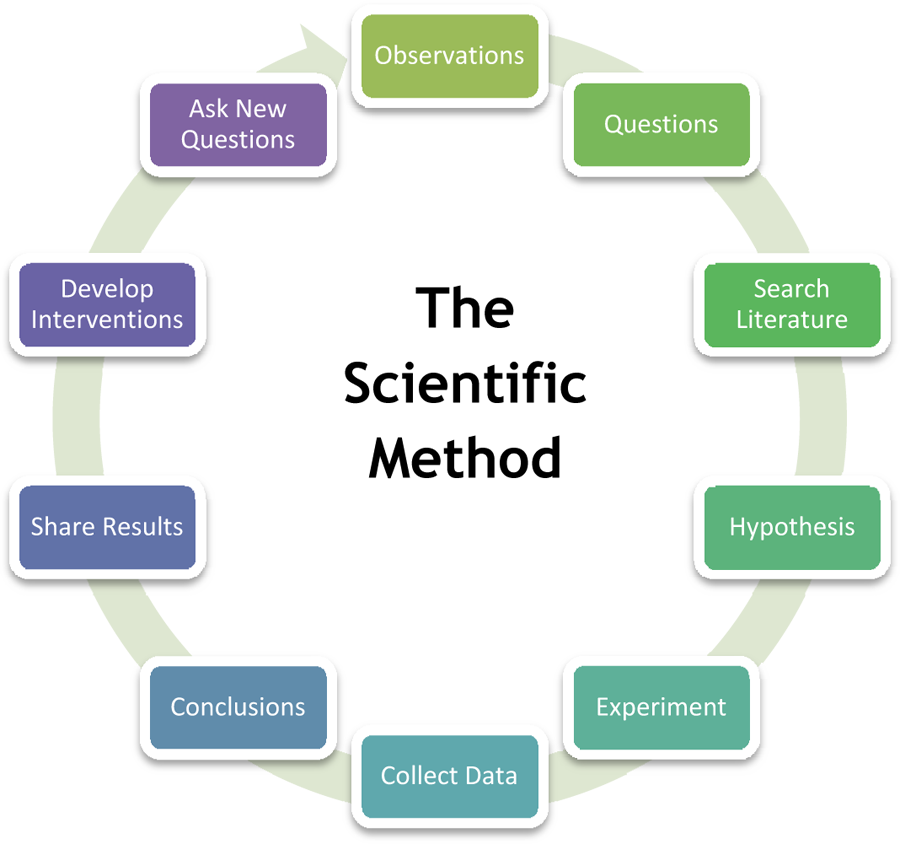 Observations
Questions
Search
Literature
Hypothesis
Experiment
Collect Data
Conclusions
Share Results
Develop
Interventions
Ask New
Questions
The
Scientific
Method